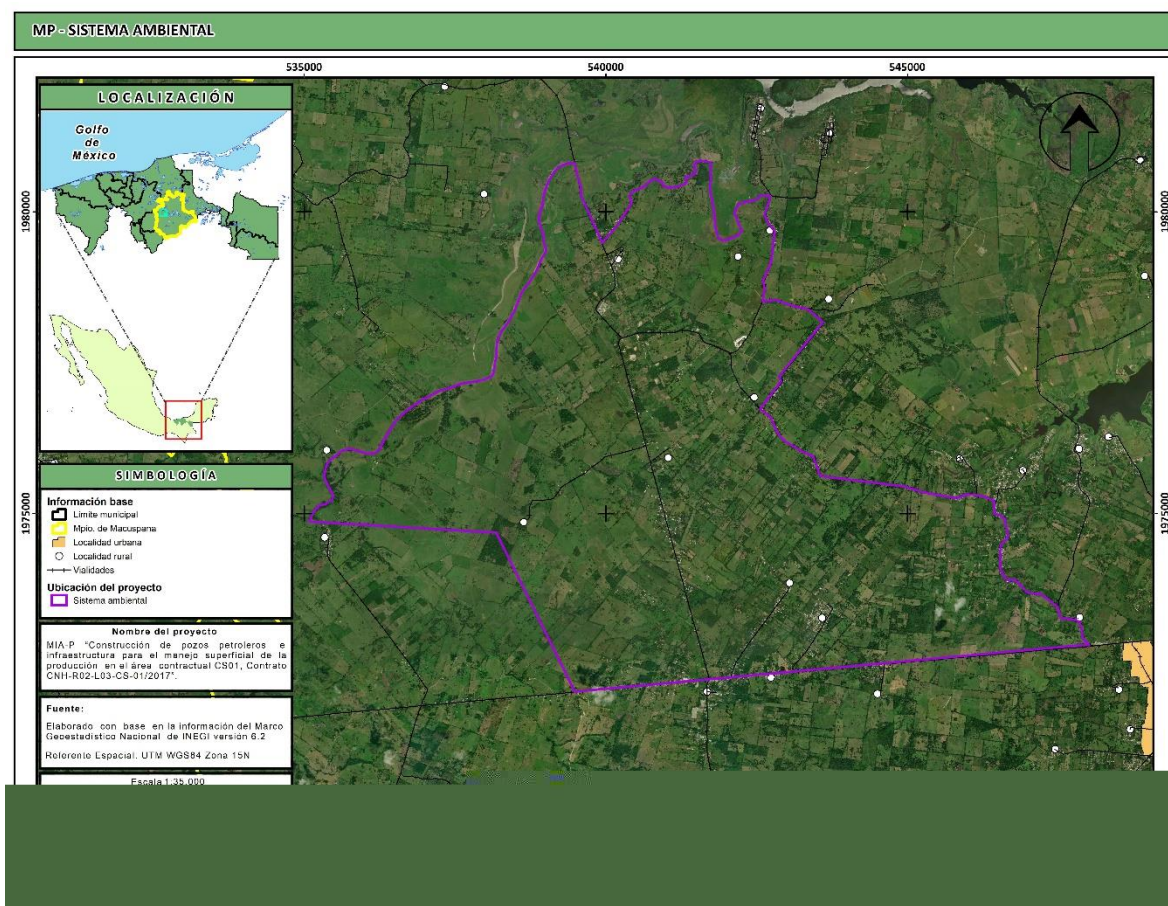 MP - SISTEMA AMBIENTAL
535000
540000
545000
LOCALIZACIÓN
Golfo
de
México
1980000
1980000
1975000
1975000
SIMBOLOGÍA
Información base
Limite municipal
Mpio. de Macuspana
Localidad urbana
Localidad rural
Vialidades
Ubicación del proyecto
Sistema ambiental
Nombre del proyecto
MIA-P "Construcción de pozos petroleros e
infraestructura para el manejo superficial de la
producción en el área contractual CS01, Contrato
CNH-R02-L03-CS-01/2017".
Fuente:
Elaborado con base en la información del Marco
Geoestadístico Nacional de INEGI versión 6.2
Referente Espacial: UTM WGS84 Zona 15N
Escala 1:35,000